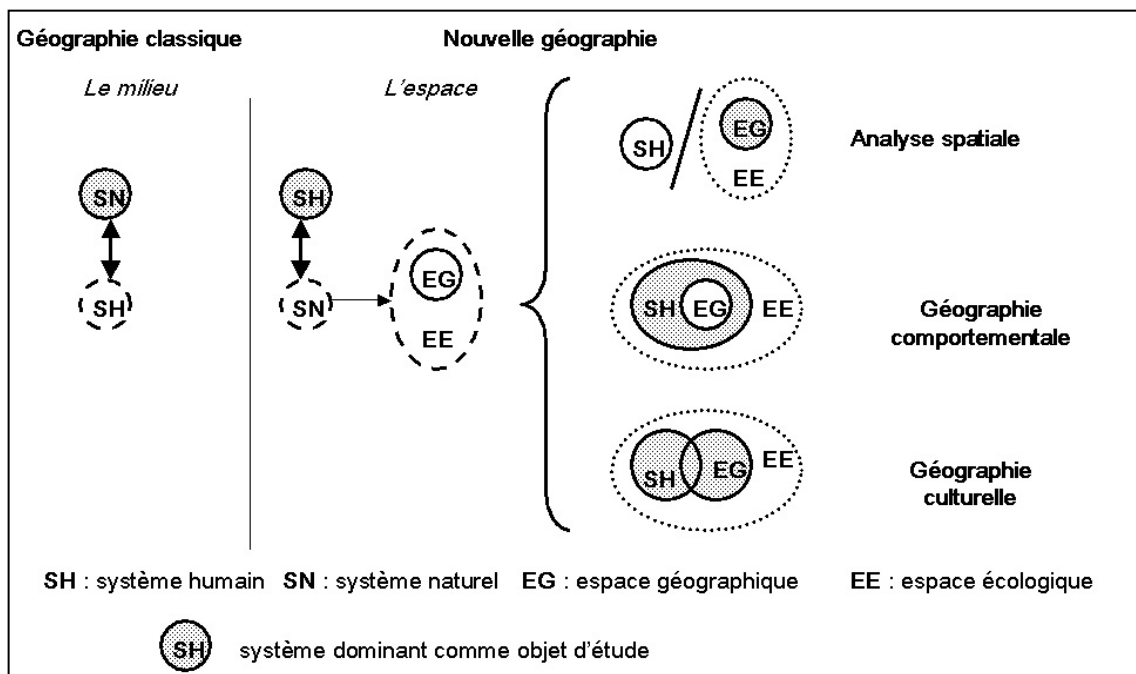 Géographie classique
Nouvelle géographie
Le milieu
L'espace
SN
SH
SH
SN
EG
EE
SH
EG
EE
Analyse spatiale
SH
EG
EE
Géographie
comportementale
SH
EG
EE
Géographie
culturelle
SH : système humain SN : système naturel EG : espace géographique EE : espace écologique
SH
système dominant comme objet d'étude